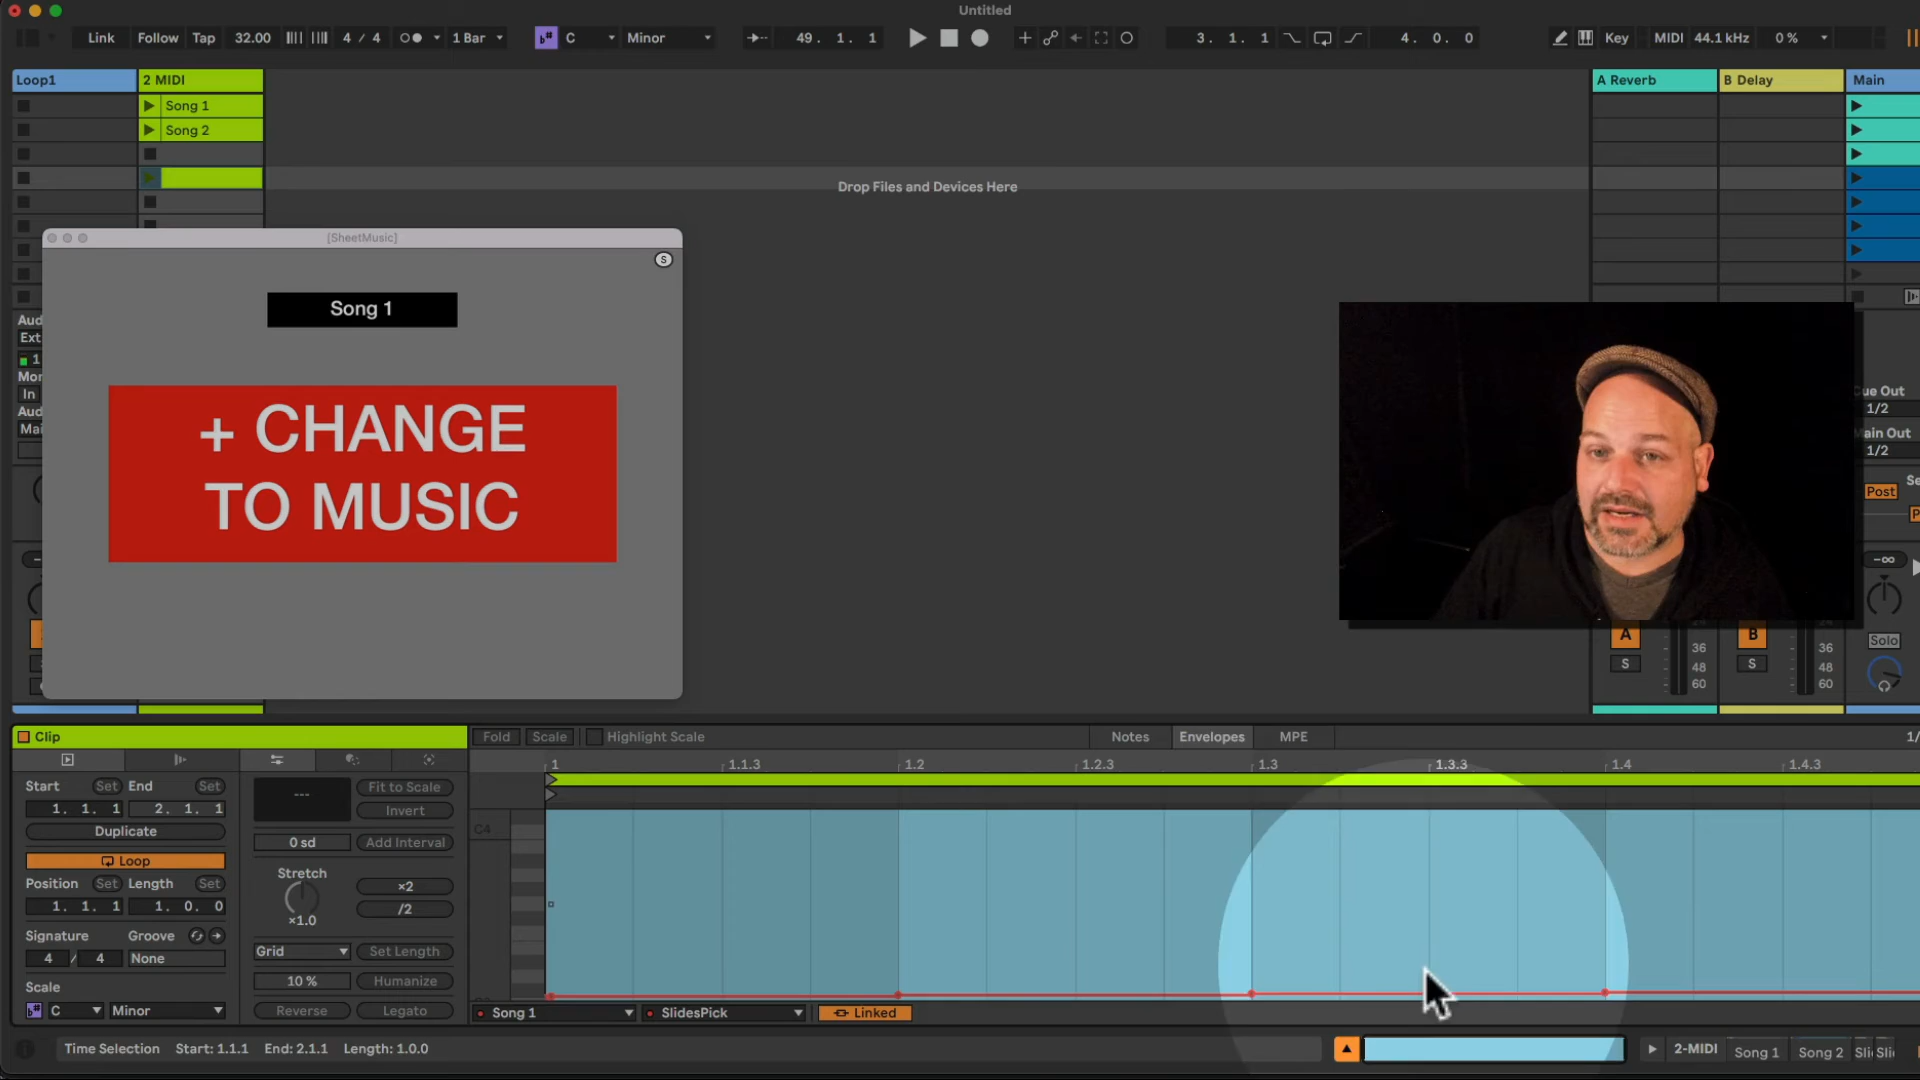 Untitled
Link Follow Tap 32.00 4 / 4 1 Bar C Minor 49. 1. 1 3. 1. 1 4. 0. 0 Key MIDI 44.1 kHz 0 %
Loop1 2 MIDI A Reverb B Delay Main
Song 1
Song 2
Drop Files and Devices Here
[SheetMusic]
S
Song 1
+ CHANGE
TO MUSIC
Aud
Ext
1
Mor
In
Aud
Mai
Cue Out
1/2
Main Out
1/2
Se
Post
-∞
A B Solo
36 36
S S
48 48
60 60
Clip
Fold Scale Highlight Scale Notes Envelopes MPE 1/
1 1.1.3 1.2 1.2.3 1.3 1.3.3 1.4 1.4.3
Start Set End Set
1. 1. 1 2. 1. 1
Duplicate
Loop
Position Set Length Set
1. 1. 1 1. 0. 0
Signature Groove
4 / 4 None
Scale
C Minor
---
Fit to Scale
Invert
0 sd Add Interval
Stretch
×2
×1.0 /2
Grid Set Length
10 % Humanize
Reverse Legato
C4
Song 1 SlidesPick Linked
Time Selection Start: 1.1.1 End: 2.1.1 Length: 1.0.0
2-MIDI Song 1 Song 2 Sli Sli